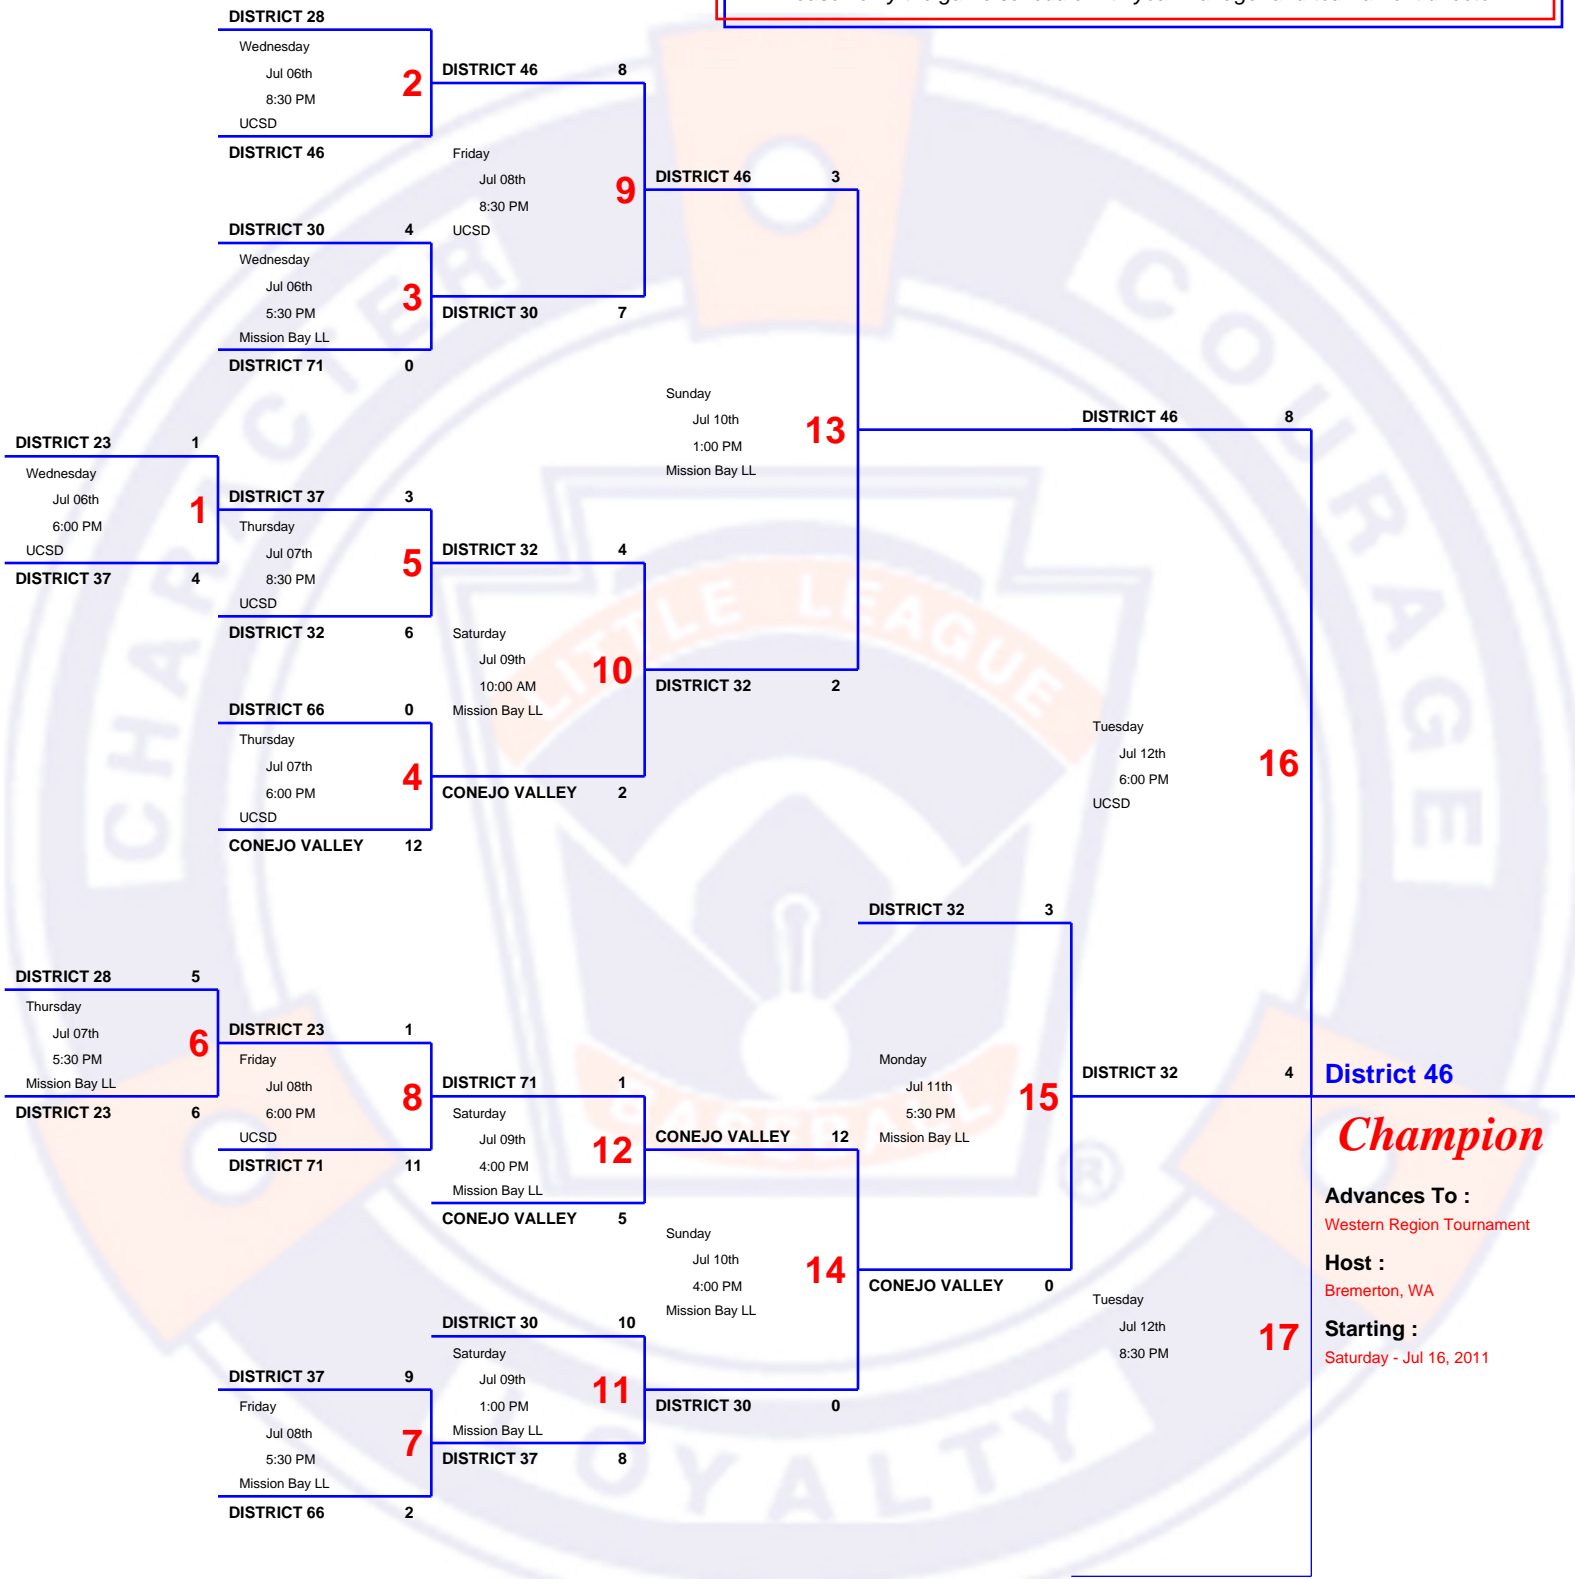 DISTRICT 28
Wednesday
Jul 06th
8:30 PM
UCSD
2
DISTRICT 46
DISTRICT 46 8
Friday
Jul 08th
8:30 PM
UCSD
9
DISTRICT 46 3
DISTRICT 30 4
Wednesday
Jul 06th
5:30 PM
Mission Bay LL
3
DISTRICT 71 0
DISTRICT 30 7
Sunday
Jul 10th
1:00 PM
Mission Bay LL
13
DISTRICT 46 8
DISTRICT 23 1
Wednesday
Jul 06th
6:00 PM
UCSD
1
DISTRICT 37 4
DISTRICT 37 3
Thursday
Jul 07th
8:30 PM
UCSD
5
DISTRICT 32 6
DISTRICT 32 4
Saturday
Jul 09th
10:00 AM
Mission Bay LL
10
DISTRICT 32 2
DISTRICT 66 0
Thursday
Jul 07th
6:00 PM
UCSD
4
CONEJO VALLEY 12
CONEJO VALLEY 2
Tuesday
Jul 12th
6:00 PM
UCSD
16
DISTRICT 32 3
DISTRICT 28 5
Thursday
Jul 07th
5:30 PM
Mission Bay LL
6
DISTRICT 23 6
DISTRICT 23 1
Friday
Jul 08th
6:00 PM
UCSD
8
DISTRICT 71 11
DISTRICT 71 1
Saturday
Jul 09th
4:00 PM
Mission Bay LL
12
CONEJO VALLEY 5
CONEJO VALLEY 12
Monday
Jul 11th
5:30 PM
Mission Bay LL
15
DISTRICT 32 4
Sunday
Jul 10th
4:00 PM
Mission Bay LL
14
CONEJO VALLEY 0
DISTRICT 30 10
Saturday
Jul 09th
1:00 PM
Mission Bay LL
11
DISTRICT 37 8
DISTRICT 30 0
DISTRICT 37 9
Friday
Jul 08th
5:30 PM
Mission Bay LL
7
DISTRICT 66 2
Tuesday
Jul 12th
8:30 PM
17
District 46
Champion
Advances To :
Western Region Tournament
Host :
Bremerton, WA
Starting :
Saturday - Jul 16, 2011
CHARACTER
COURAGE
LOYALTY
LITTLE LEAGUE
BASEBALL
®